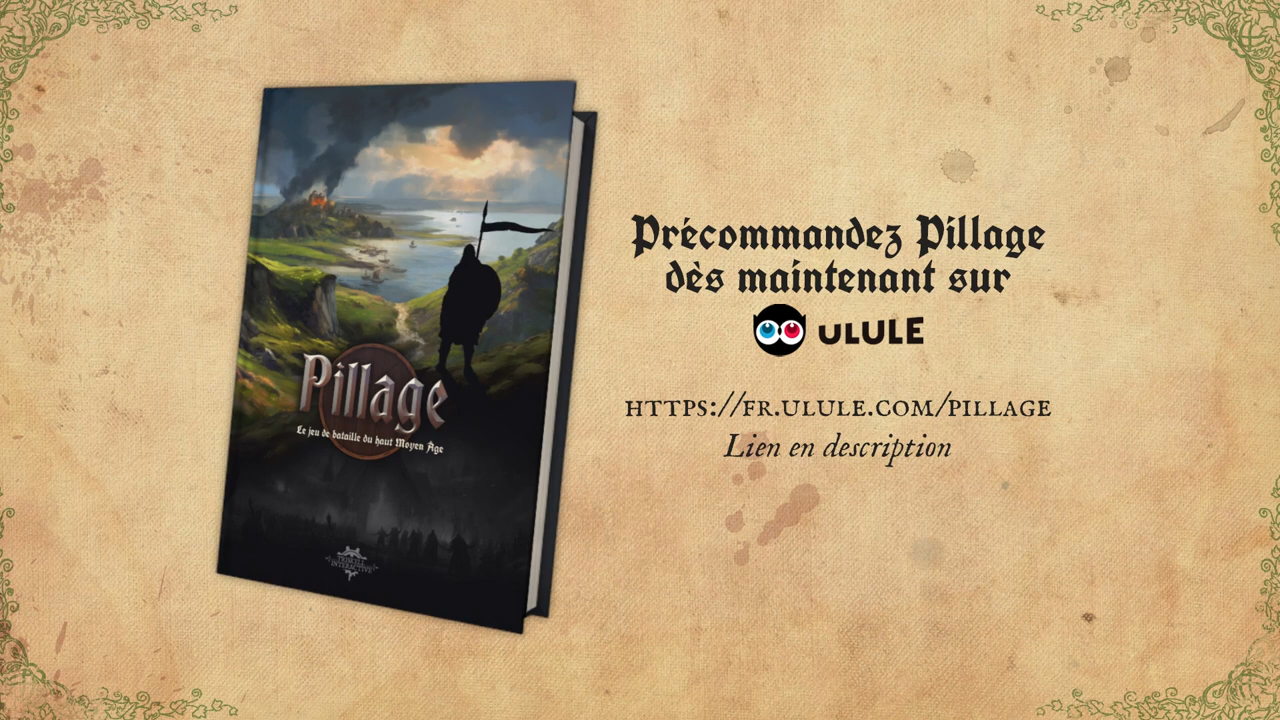 Précommandez Pillage
dès maintenant sur
ULULE
HTTPS://FR.ULULE.COM/PILLAGE
Lien en description
Pillage
Le jeu de bataille du haut Moyen Âge
INTERACTIVE